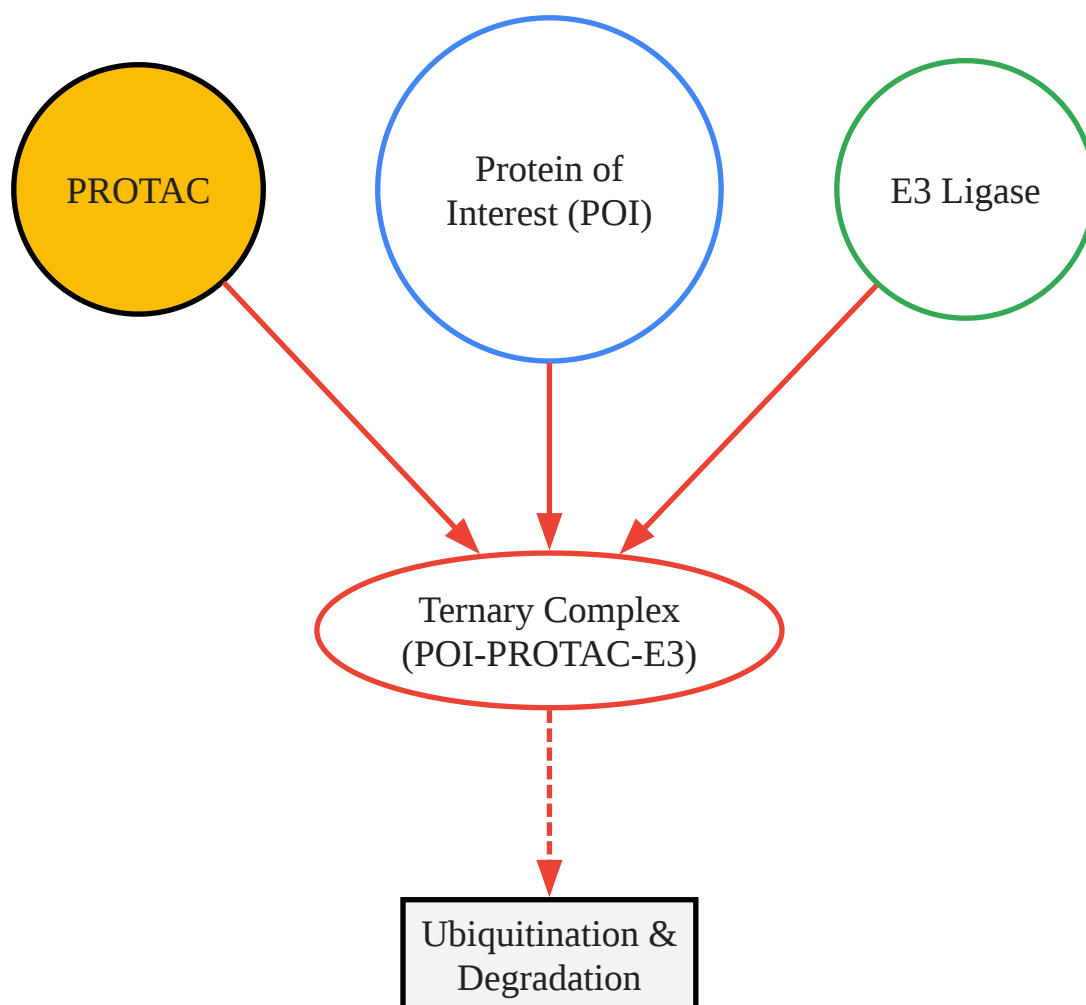 PROTAC
Protein of
Interest (POI)
E3 Ligase
Ternary Complex
(POI-PROTAC-E3)
Ubiquitination &
Degradation